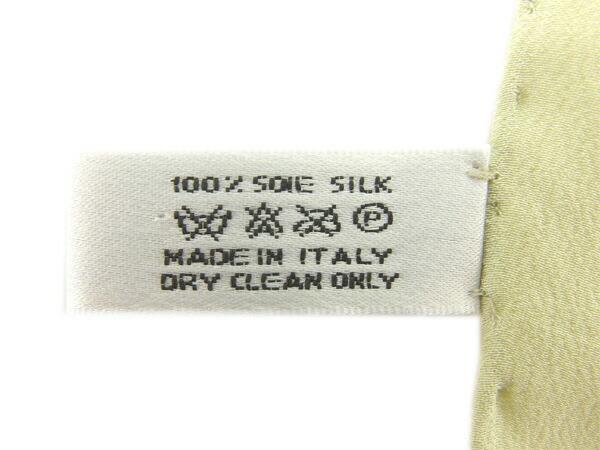 100% SOIE SILK
P
MADE IN ITALY
DRY CLEAN ONLY